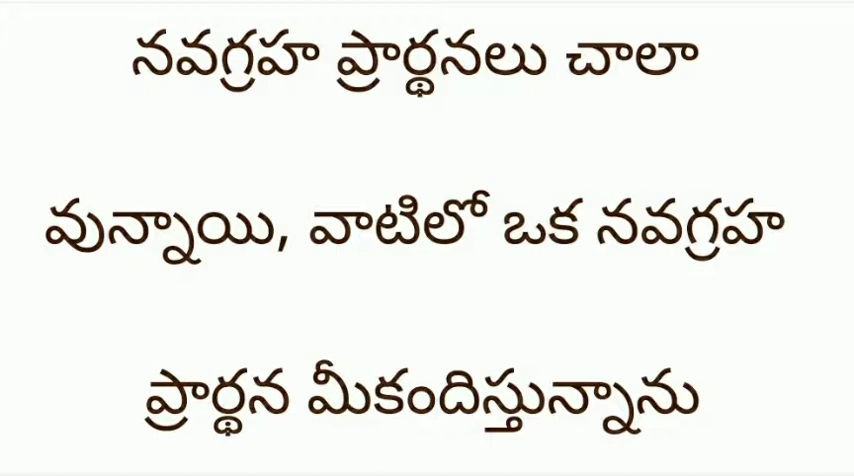 నవగ్రహ ప్రార్థనలు చాలా
వున్నాయి, వాటిలో ఒక నవగ్రహ
ప్రార్థన మీకందిస్తున్నాను